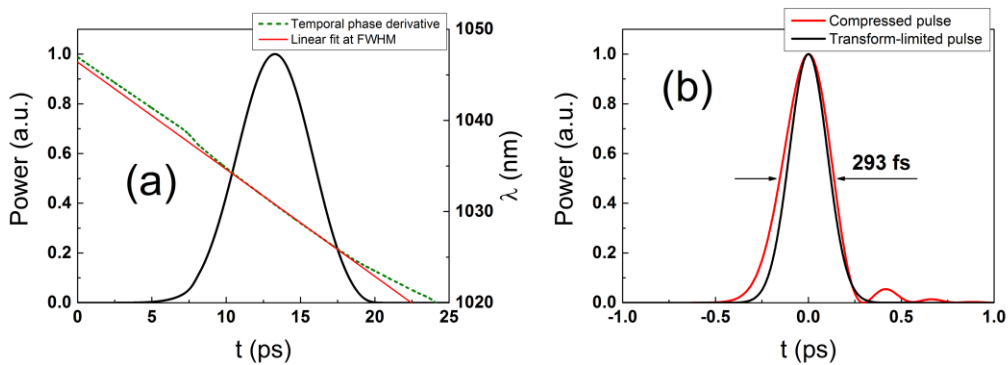 Temporal phase derivative
Linear fit at FWHM
1.0
0.8
0.6
0.4
0.2
0.0
Power (a.u.)
(a)
1050
1040
1030
1020
λ (nm)
0
5
10
15
20
25
t (ps)
Compressed pulse
Transform-limited pulse
1.0
0.8
0.6
0.4
0.2
0.0
Power (a.u.)
(b)
293 fs
-1.0
-0.5
0.0
0.5
1.0
t (ps)